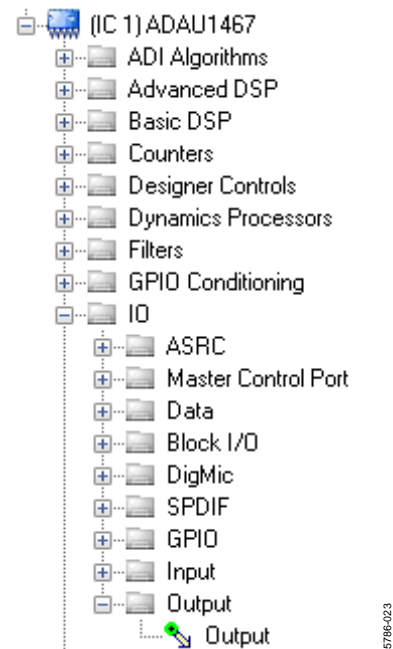 (IC 1) ADAU1467
ADI Algorithms
Advanced DSP
Basic DSP
Counters
Designer Controls
Dynamics Processors
Filters
GPIO Conditioning
IO
ASRC
Master Control Port
Data
Block I/O
DigMic
SPDIF
GPIO
Input
Output
Output
5786-023